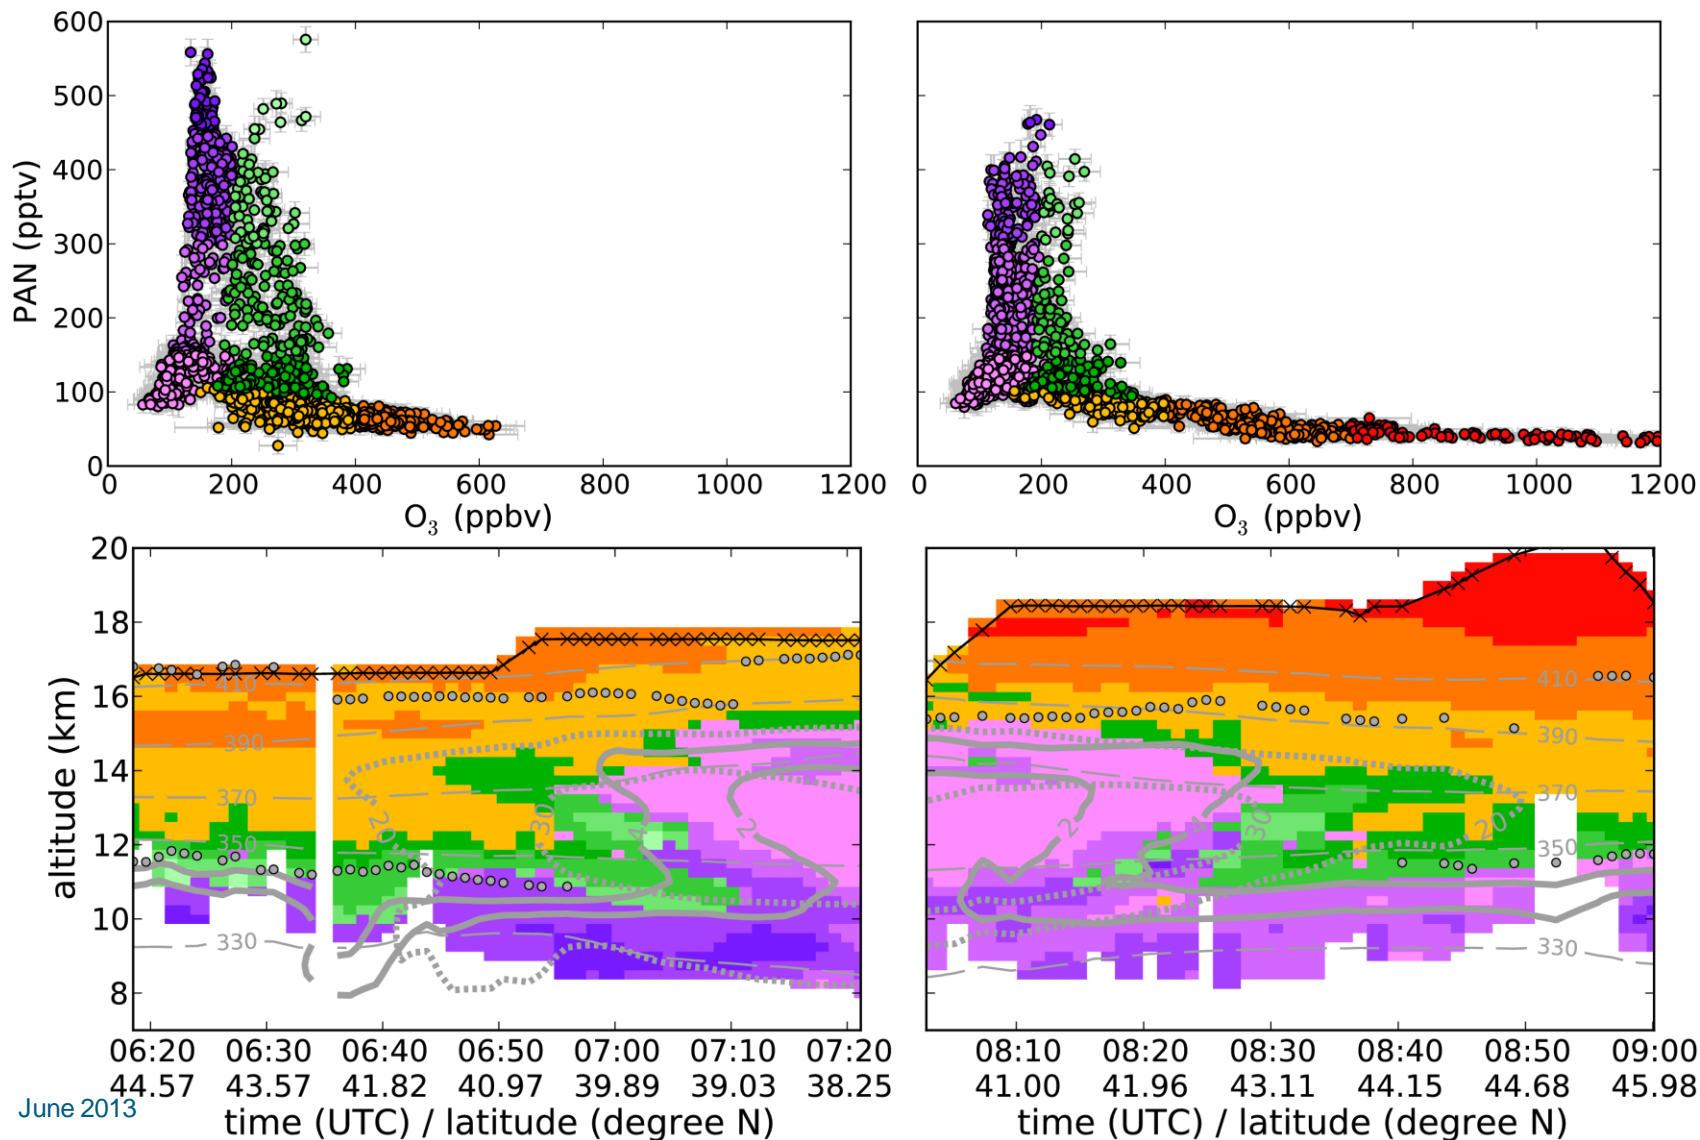 600
500
400
300
200
100
0
PAN (pptv)
0 200 400 600 800 1000 1200
O3 (ppbv)
0 200 400 600 800 1000 1200
O3 (ppbv)
20
18
16
14
12
10
8
altitude (km)
410
390
370
350
330
20
30
4
2
410
390
370
350
330
2
4
30
20
06:20 06:30 06:40 06:50 07:00 07:10 07:20
44.57 43.57 41.82 40.97 39.89 39.03 38.25
time (UTC) / latitude (degree N)
08:10 08:20 08:30 08:40 08:50 09:00
41.00 41.96 43.11 44.15 44.68 45.98
time (UTC) / latitude (degree N)
June 2013